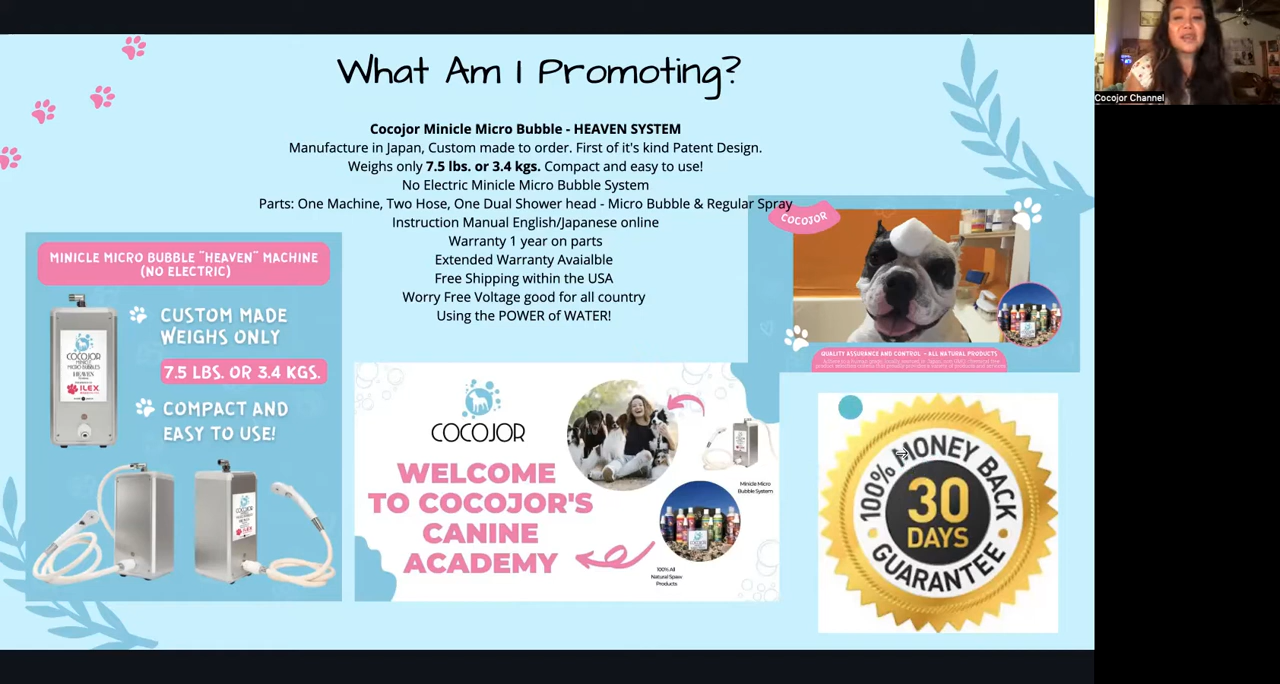 What Am I Promoting?
Cocojor Minicle Micro Bubble - HEAVEN SYSTEM
Manufacture in Japan, Custom made to order. First of it's kind Patent Design.
Weighs only 7.5 lbs. or 3.4 kgs. Compact and easy to use!
No Electric Minicle Micro Bubble System
Parts: One Machine, Two Hose, One Dual Shower head - Micro Bubble & Regular Spray
Instruction Manual English/Japanese online
Warranty 1 year on parts
Extended Warranty Avaialble
Free Shipping within the USA
Worry Free Voltage good for all country
Using the POWER of WATER!
MINICLE MICRO BUBBLE "HEAVEN" MACHINE
(NO ELECTRIC)
CUSTOM MADE
WEIGHS ONLY
7.5 LBS. OR 3.4 KGS.
COMPACT AND
EASY TO USE!
COCOJOR
MINICLE
MICRO BUBBLES
HEAVEN
ILEX
COCOJOR
WELCOME
TO COCOJOR'S
CANINE
ACADEMY
Minicle Micro
Bubble System
100% All
Natural Spaw
Products
COCOJOR
QUALITY ASSURANCE AND CONTROL - ALL NATURAL PRODUCTS
100% MONEY BACK
30
DAYS
GUARANTEE
Cocojor Channel